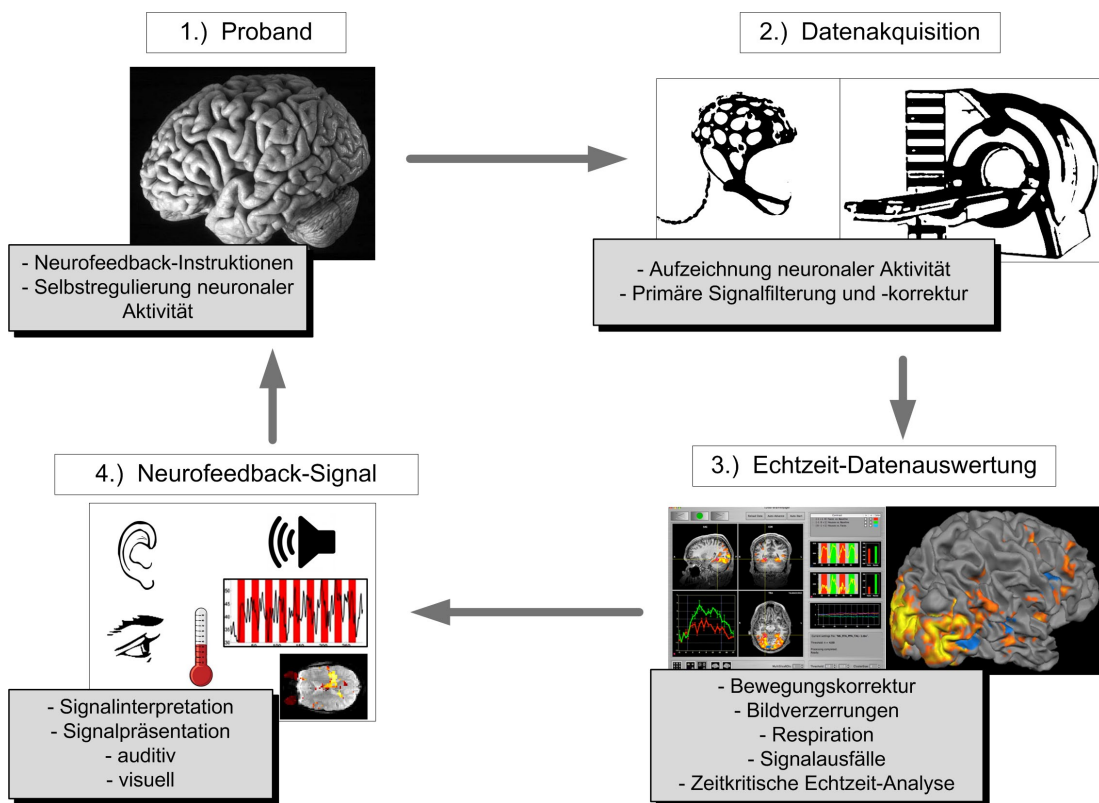 1.) Proband
- Neurofeedback-Instruktionen
- Selbstregulierung neuronaler
Aktivität
2.) Datenakquisition
- Aufzeichnung neuronaler Aktivität
- Primäre Signalfilterung und -korrektur
3.) Echtzeit-Datenauswertung
- Bewegungskorrektur
- Bildverzerrungen
- Respiration
- Signalausfälle
- Zeitkritische Echtzeit-Analyse
4.) Neurofeedback-Signal
- Signalinterpretation
- Signalpräsentation
- auditiv
- visuell